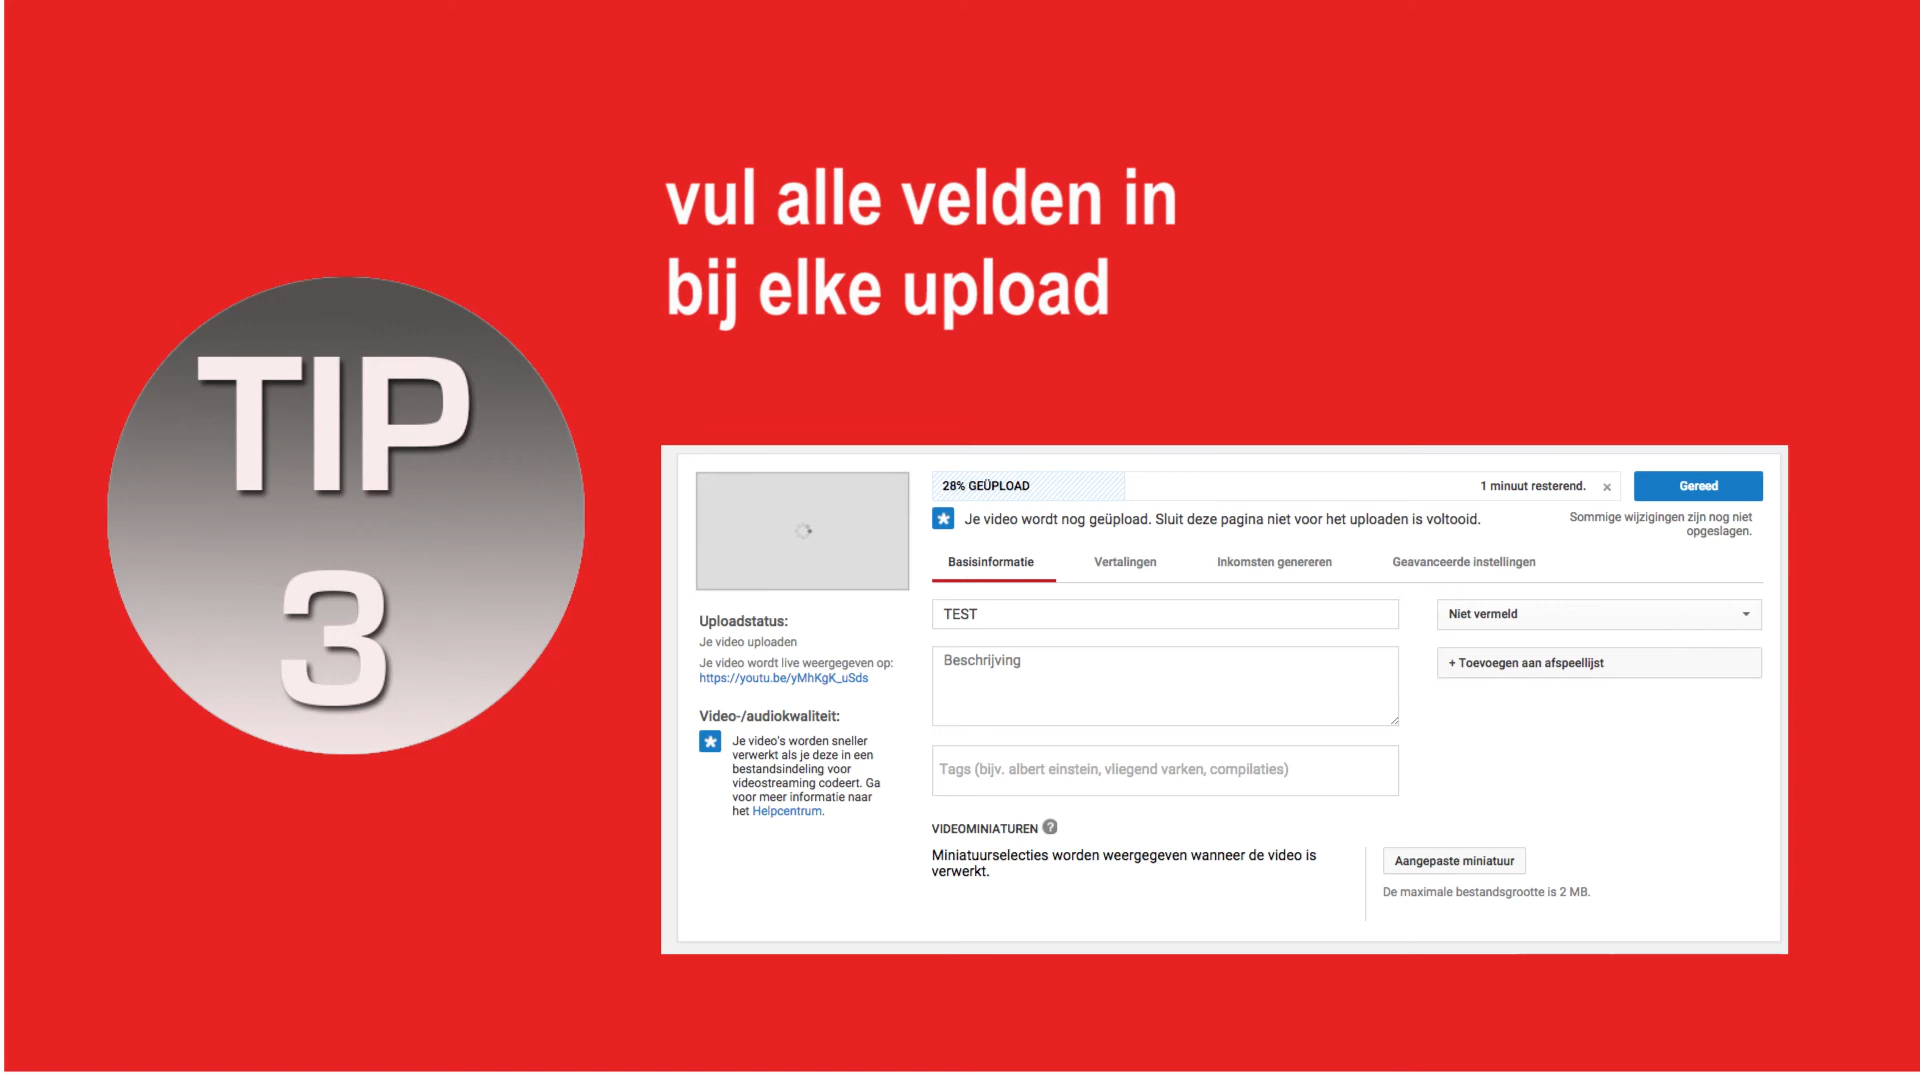 vul alle velden in
bij elke upload
TIP
3
28% GEÜPLOAD
1 minuut resterend. ×
Gereed
Je video wordt nog geüpload. Sluit deze pagina niet voor het uploaden is voltooid.
Sommige wijzigingen zijn nog niet
opgeslagen.
Basisinformatie
Vertalingen
Inkomsten genereren
Geavanceerde instellingen
TEST
Niet vermeld
Beschrijving
+ Toevoegen aan afspeellijst
Tags (bijv. albert einstein, vliegend varken, compilaties)
Uploadstatus:
Je video uploaden
Je video wordt live weergegeven op:
https://youtu.be/yMhKgK_uSds
Video-/audiokwaliteit:
Je video's worden sneller
verwerkt als je deze in een
bestandsindeling voor
videostreaming codeert. Ga
voor meer informatie naar
het Helpcentrum.
VIDEOMINIATUREN ?
Miniatuurselecties worden weergegeven wanneer de video is
verwerkt.
Aangepaste miniatuur
De maximale bestandsgrootte is 2 MB.